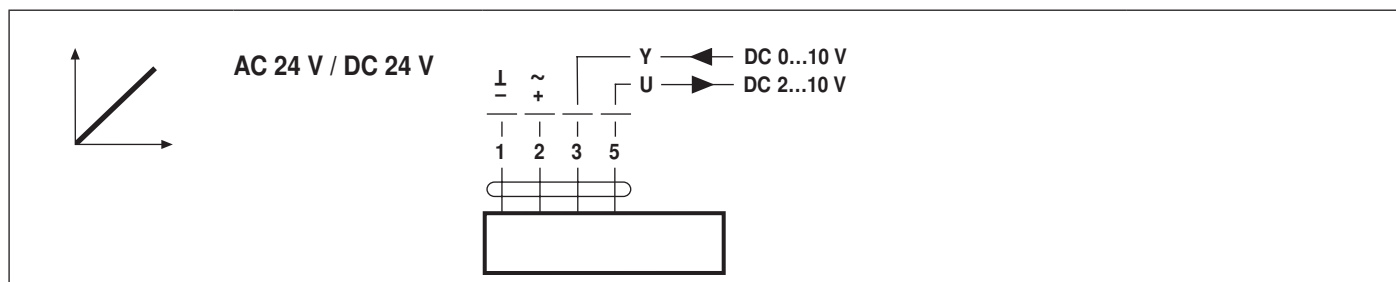 AC 24 V / DC 24 V
Y DC 0...10 V
U DC 2...10 V
⊥ ~
– +
1 2 3 5